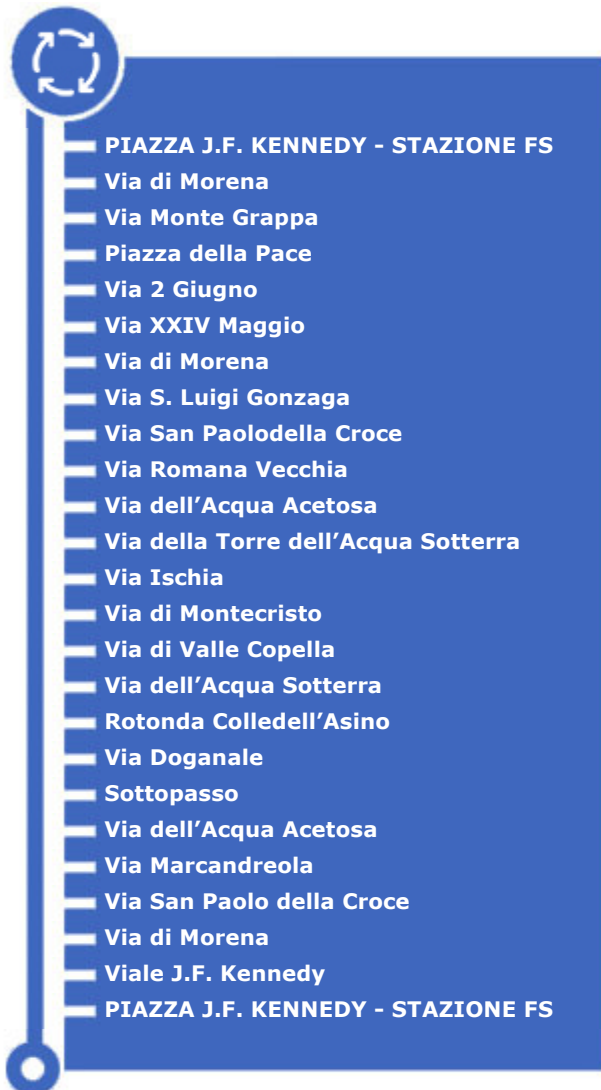 PIAZZA J.F. KENNEDY - STAZIONE FS
Via di Morena
Via Monte Grappa
Piazza della Pace
Via 2 Giugno
Via XXIV Maggio
Via di Morena
Via S. Luigi Gonzaga
Via San Paolodella Croce
Via Romana Vecchia
Via dell’Acqua Acetosa
Via della Torre dell’Acqua Sotterra
Via Ischia
Via di Montecristo
Via di Valle Copella
Via dell’Acqua Sotterra
Rotonda Colledell’Asino
Via Doganale
Sottopasso
Via dell’Acqua Acetosa
Via Marcandreola
Via San Paolo della Croce
Via di Morena
Viale J.F. Kennedy
PIAZZA J.F. KENNEDY - STAZIONE FS